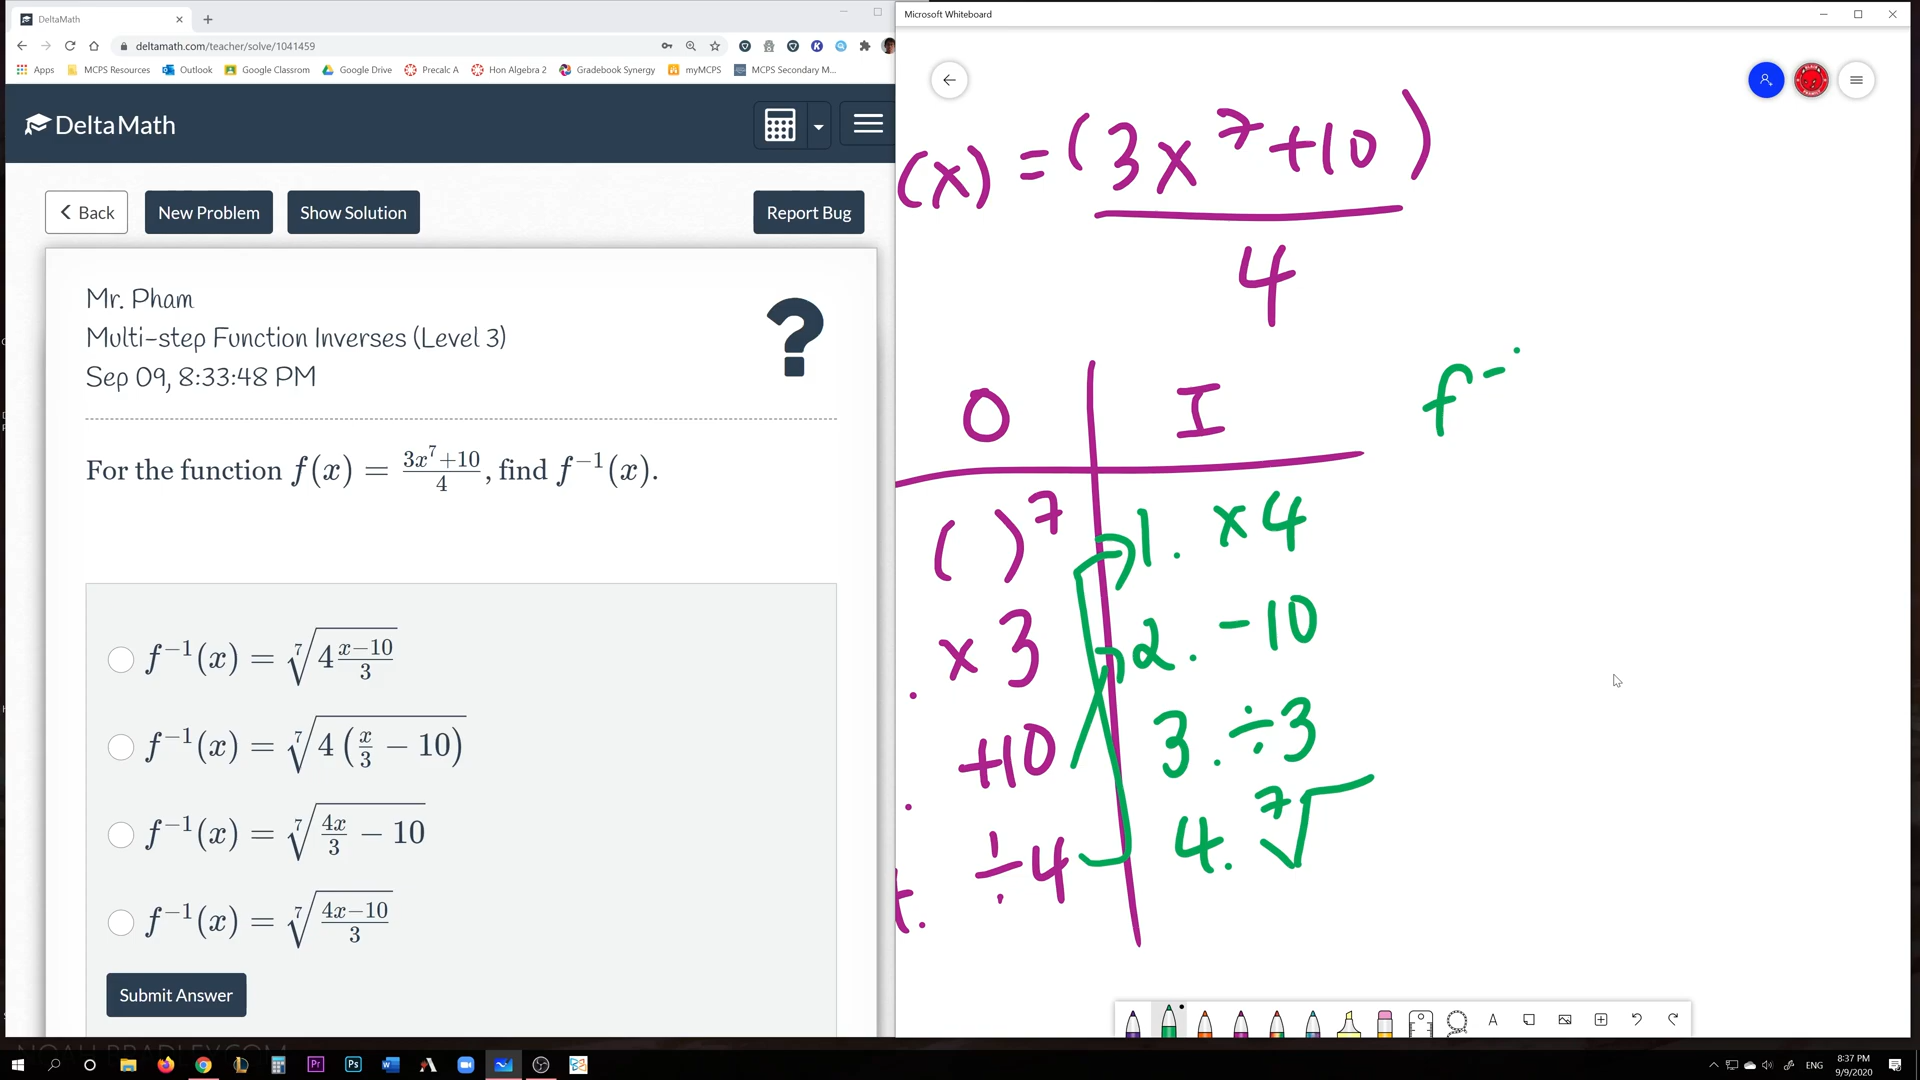 DeltaMath
Microsoft Whiteboard
deltamath.com/teacher/solve/1041459
Apps MCPS Resources Outlook Google Classrom Google Drive Precalc A Hon Algebra 2 Gradebook Synergy myMCPS MCPS Secondary M...
DeltaMath
Back New Problem Show Solution Report Bug
Mr. Pham
Multi-step Function Inverses (Level 3)
Sep 09, 8:33:48 PM
?
For the function f(x) = (3x^7+10)/4, find f^{-1}(x).
f^{-1}(x) = ⁷√(4 (x−10)/3)
f^{-1}(x) = ⁷√(4 (x/3 − 10))
f^{-1}(x) = ⁷√(4x/3 − 10)
f^{-1}(x) = ⁷√((4x−10)/3)
Submit Answer
(x) = (3x^7+10)
4
O I
f -
( )^7 1. ×4
×3 2. -10
+10 3. ÷3
÷4 4. ⁷√
ENG
8:37 PM
9/9/2020